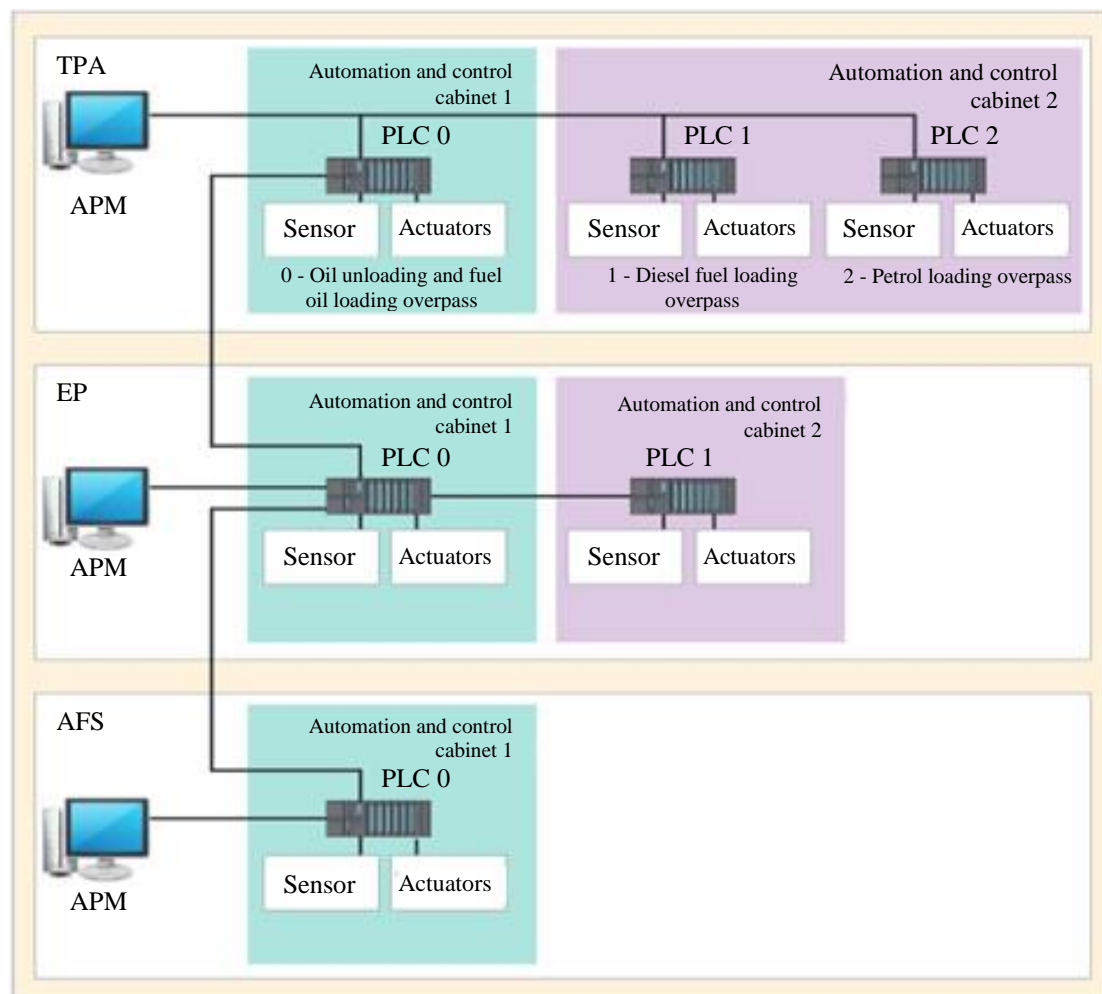 TPA
APM
Automation and control
cabinet 1
PLC 0
Sensor
Actuators
0 - Oil unloading and fuel
oil loading overpass
Automation and control
cabinet 2
PLC 1
Sensor
Actuators
1 - Diesel fuel loading
overpass
PLC 2
Sensor
Actuators
2 - Petrol loading overpass
EP
APM
Automation and control
cabinet 1
PLC 0
Sensor
Actuators
Automation and control
cabinet 2
PLC 1
Sensor
Actuators
AFS
APM
Automation and control
cabinet 1
PLC 0
Sensor
Actuators